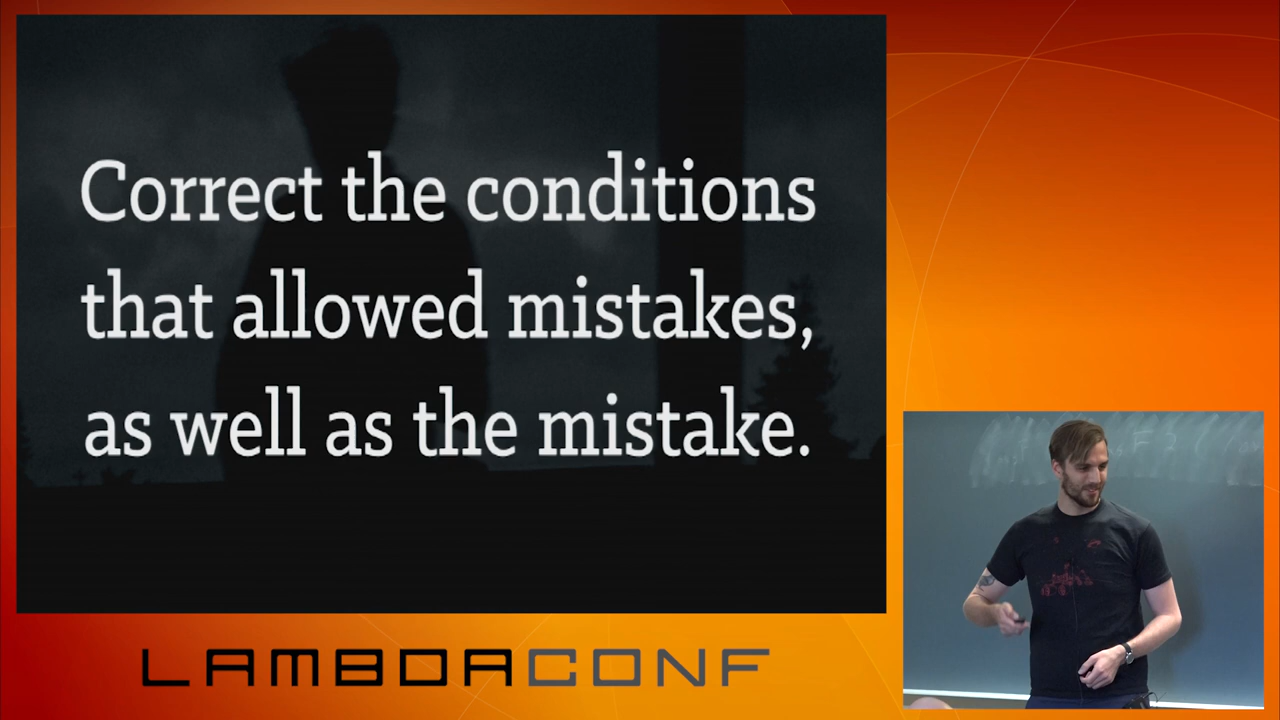 Correct the conditions
that allowed mistakes,
as well as the mistake.
LAMBDACONF